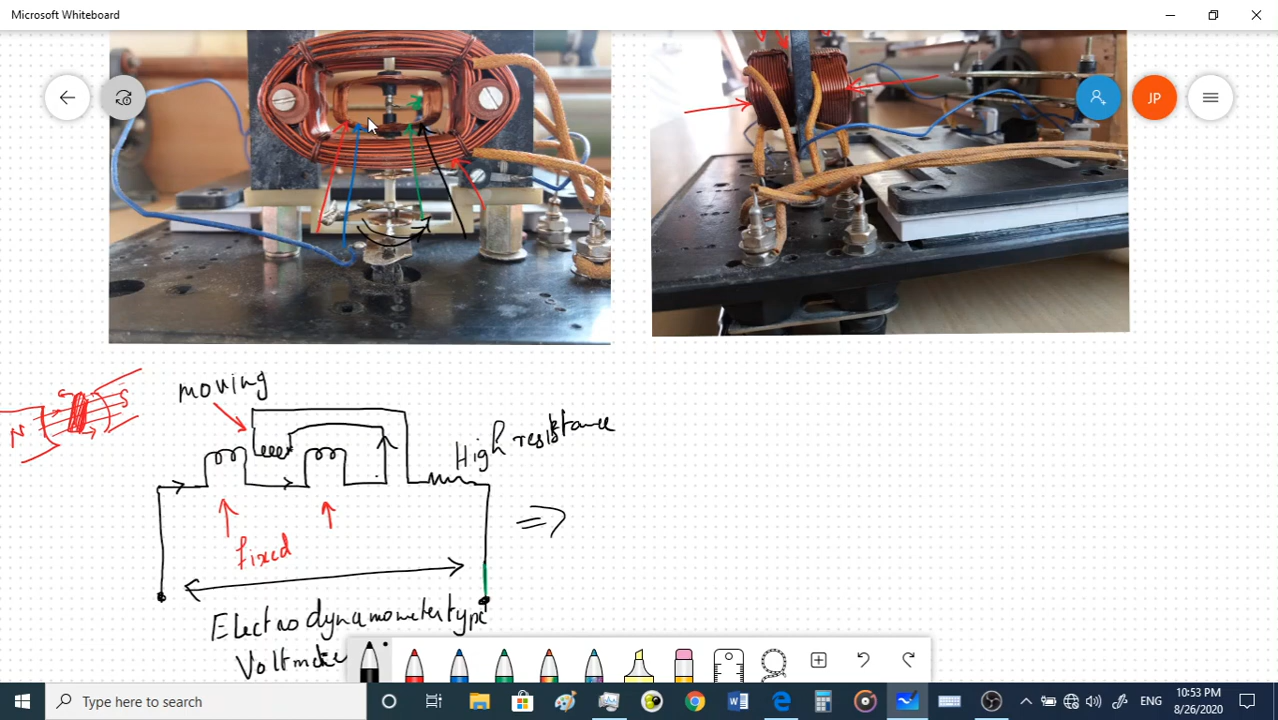 Microsoft Whiteboard
JP
moving
High resistance
N
S
fixed
Electrodynamometer type
Voltmete
Type here to search
ENG
10:53 PM
8/26/2020